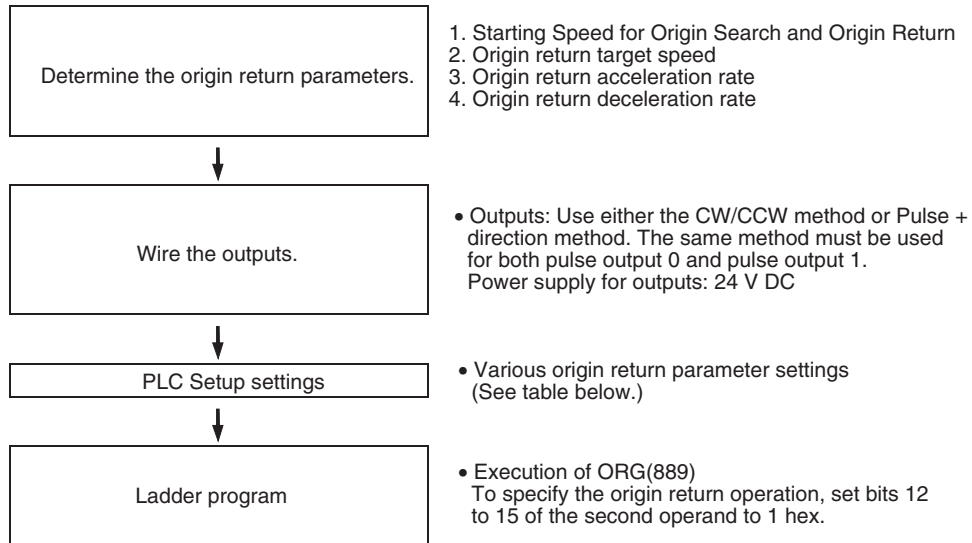 Determine the origin return parameters.
1. Starting Speed for Origin Search and Origin Return
2. Origin return target speed
3. Origin return acceleration rate
4. Origin return deceleration rate
Wire the outputs.
• Outputs: Use either the CW/CCW method or Pulse +
direction method. The same method must be used
for both pulse output 0 and pulse output 1.
Power supply for outputs: 24 V DC
PLC Setup settings
• Various origin return parameter settings
(See table below.)
Ladder program
• Execution of ORG(889)
To specify the origin return operation, set bits 12
to 15 of the second operand to 1 hex.